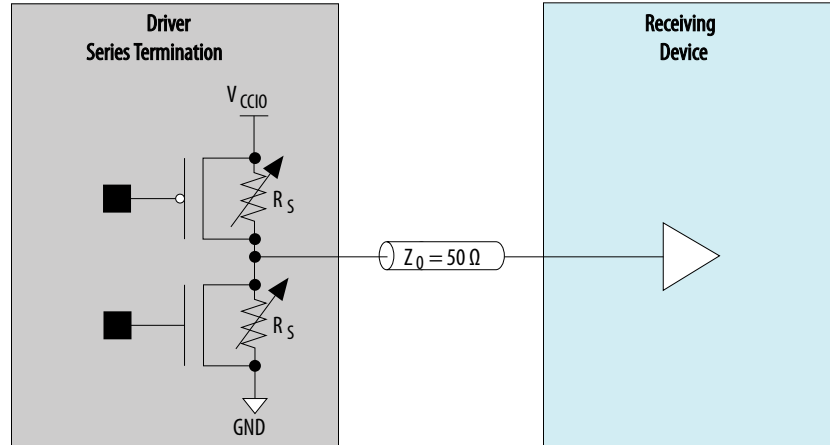 Driver
Series Termination
Receiving
Device
V CCIO
R S
Z 0 = 50 Ω
R S
GND